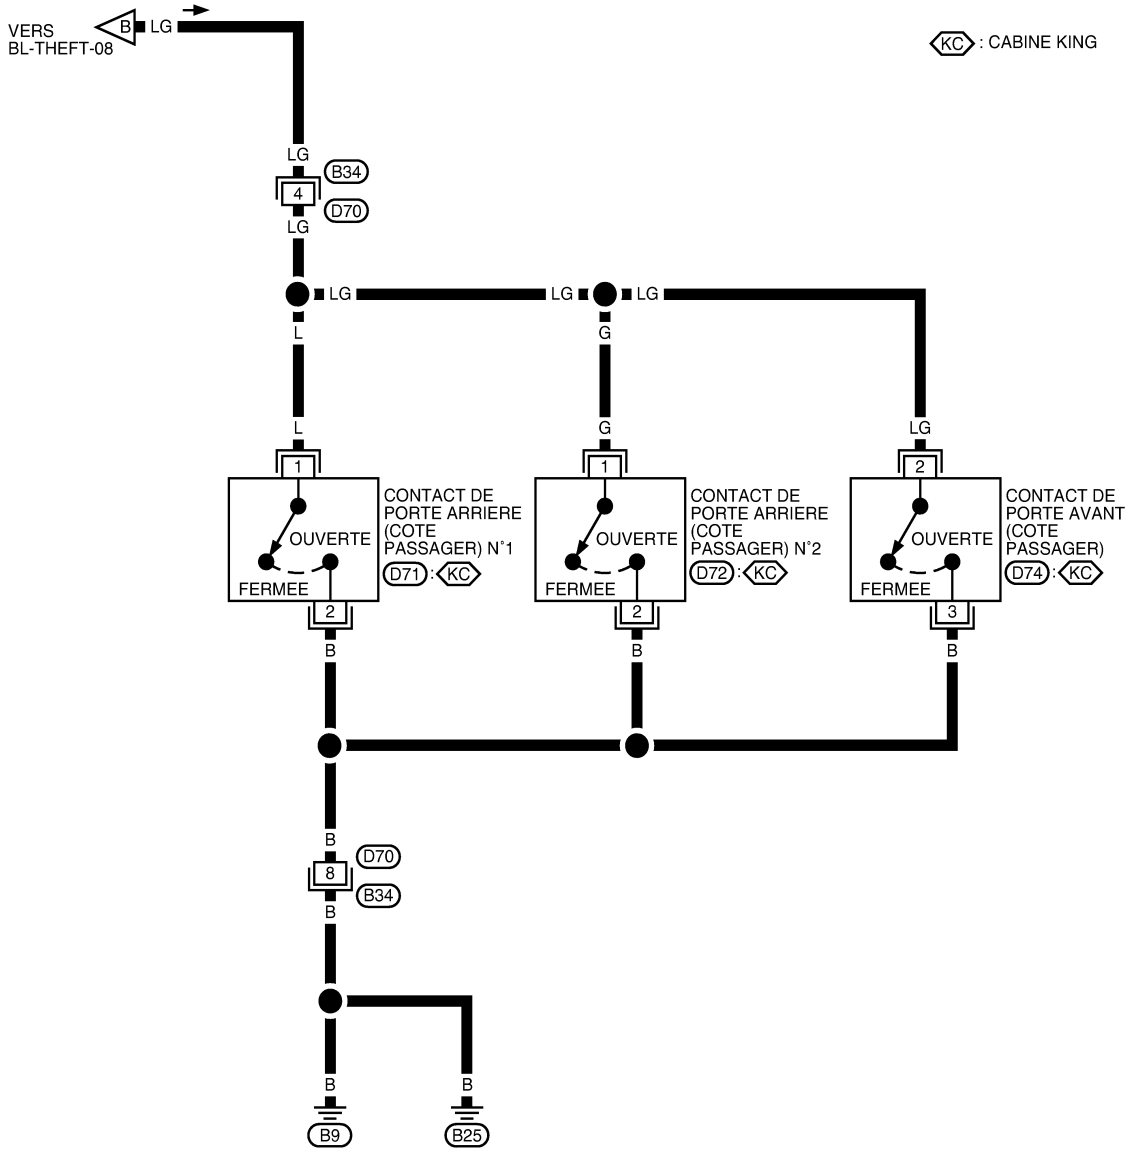 VERS
BL-THEFT-08
B
LG
KC : CABINE KING
LG
B34
4
D70
LG
LG
LG
LG
L
G
L
G
LG
1
1
2
CONTACT DE
PORTE ARRIERE
(COTE
PASSAGER) N°1
D71 : KC
OUVERTE
FERMEE
CONTACT DE
PORTE ARRIERE
(COTE
PASSAGER) N°2
D72 : KC
OUVERTE
FERMEE
CONTACT DE
PORTE AVANT
(COTE
PASSAGER)
D74 : KC
OUVERTE
FERMEE
2
2
3
B
B
B
B
D70
8
B34
B
B
B
B9
B25